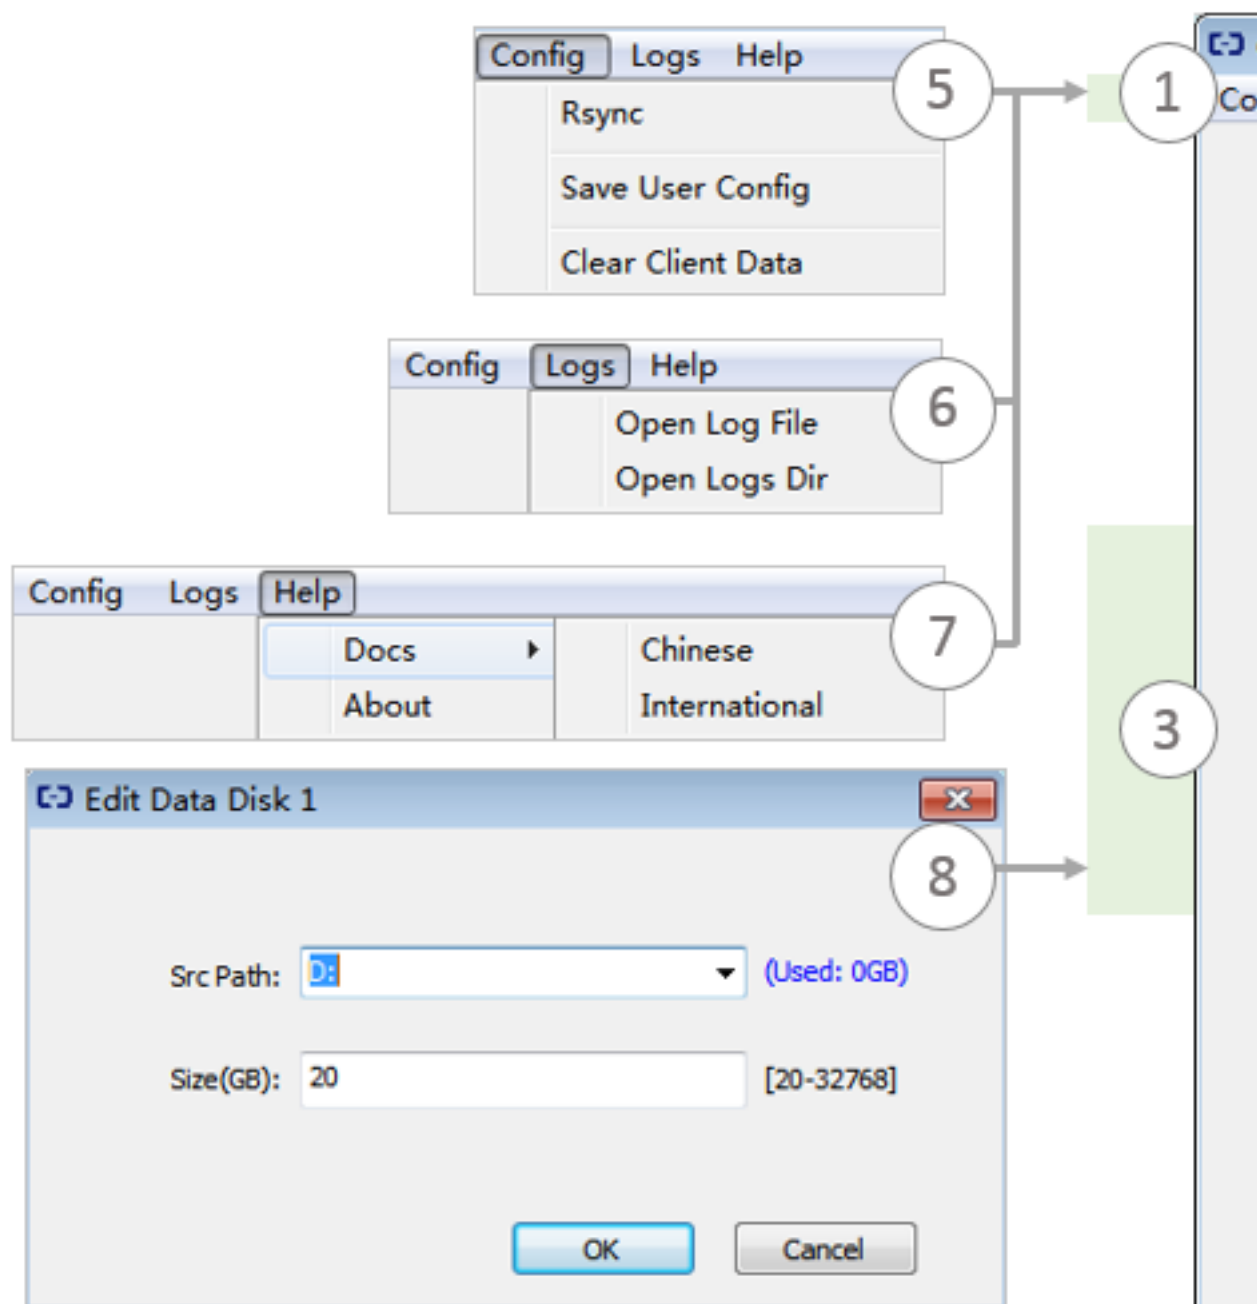 Config Logs Help
5
1
Co
Rsync
Save User Config
Clear Client Data
Config Logs Help
6
Open Log File
Open Logs Dir
Config Logs Help
7
Docs Chinese
About International
3
Edit Data Disk 1
8
Src Path: D: (Used: 0GB)
Size(GB): 20 [20-32768]
OK Cancel